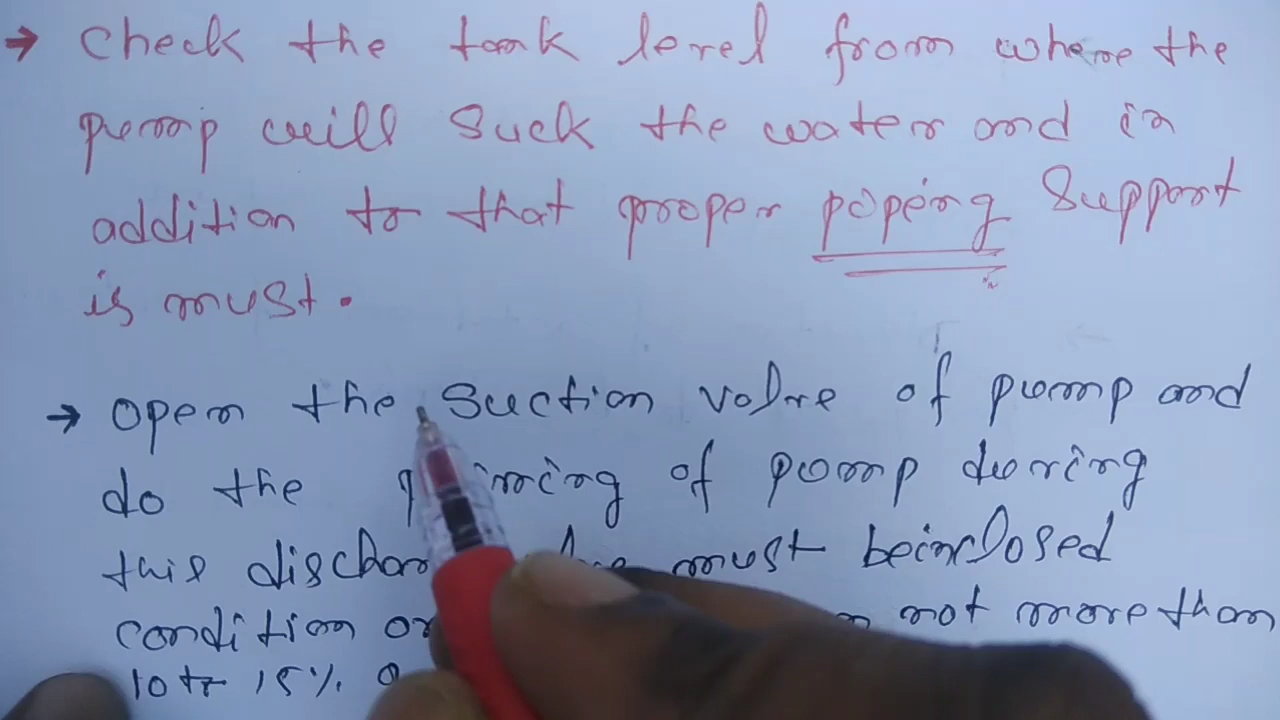 → Check the tank level from where the
pump will suck the water and in
addition to that proper piping support
is must.
→ Open the suction valve of pump and
do the of pump during
this must be in closed
condition not more than
10 to 15%